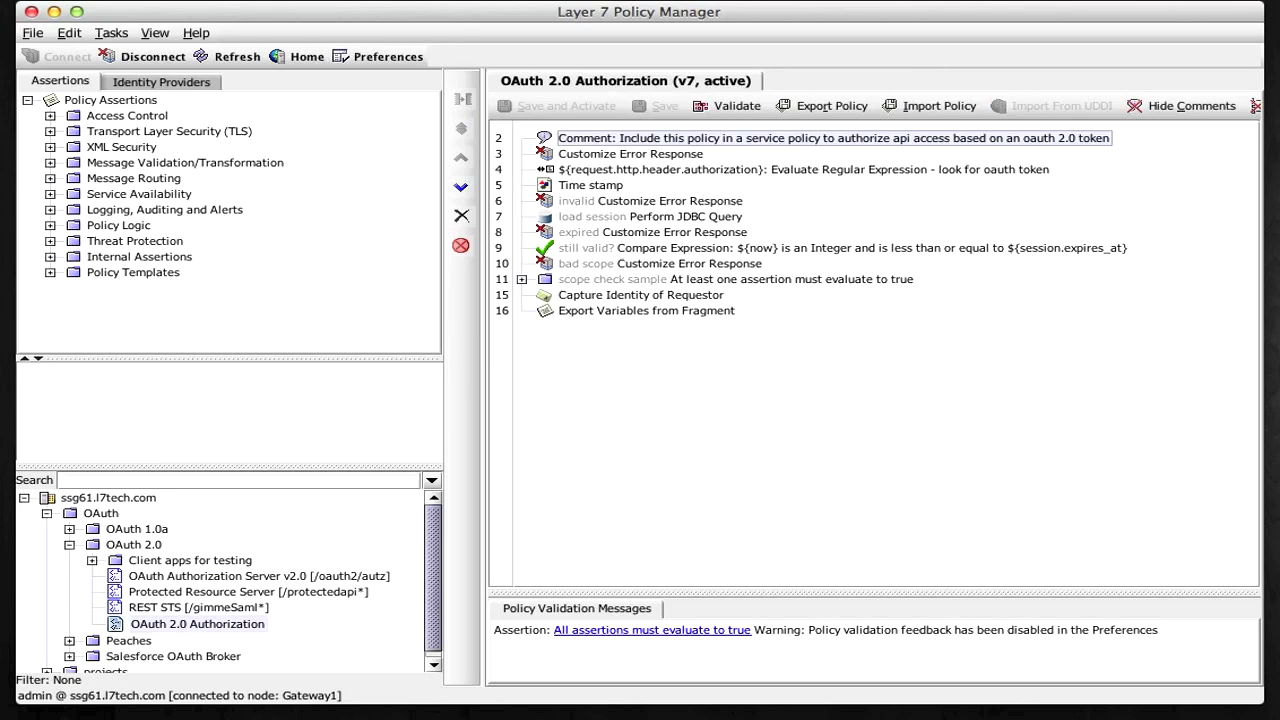 Layer 7 Policy Manager
File Edit Tasks View Help
Connect Disconnect Refresh Home Preferences
Assertions Identity Providers
Policy Assertions
Access Control
Transport Layer Security (TLS)
XML Security
Message Validation/Transformation
Message Routing
Service Availability
Logging, Auditing and Alerts
Policy Logic
Threat Protection
Internal Assertions
Policy Templates
Search
ssg61.l7tech.com
OAuth
OAuth 1.0a
OAuth 2.0
Client apps for testing
OAuth Authorization Server v2.0 [/oauth2/autz]
Protected Resource Server [/protectedapi*]
REST STS [/gimmeSaml*]
OAuth 2.0 Authorization
Peaches
Salesforce OAuth Broker
projects
Filter: None
admin @ ssg61.l7tech.com [connected to node: Gateway1]
OAuth 2.0 Authorization (v7, active)
Save and Activate Save Validate Export Policy Import Policy Import From UDDI Hide Comments
2 Comment: Include this policy in a service policy to authorize api access based on an oauth 2.0 token
3 Customize Error Response
4 ${request.http.header.authorization}: Evaluate Regular Expression - look for oauth token
5 Time stamp
6 invalid Customize Error Response
7 load session Perform JDBC Query
8 expired Customize Error Response
9 still valid? Compare Expression: ${now} is an Integer and is less than or equal to ${session.expires_at}
10 bad scope Customize Error Response
11 scope check sample At least one assertion must evaluate to true
15 Capture Identity of Requestor
16 Export Variables from Fragment
Policy Validation Messages
Assertion: All assertions must evaluate to true Warning: Policy validation feedback has been disabled in the Preferences